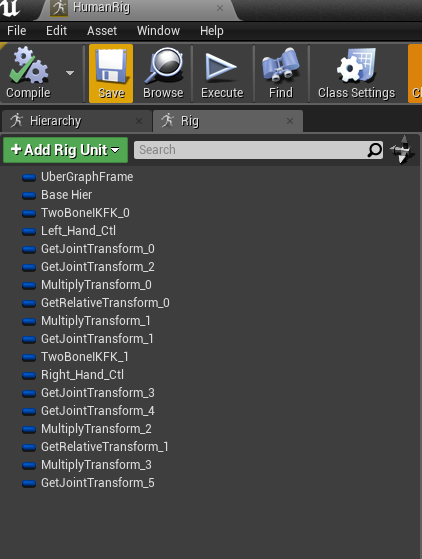 HumanRig
File Edit Asset Window Help
Compile Save Browse Execute Find Class Settings
Hierarchy Rig
Add Rig Unit Search
UberGraphFrame
Base Hier
TwoBoneIKFK_0
Left_Hand_Ctl
GetJointTransform_0
GetJointTransform_2
MultiplyTransform_0
GetRelativeTransform_0
MultiplyTransform_1
GetJointTransform_1
TwoBoneIKFK_1
Right_Hand_Ctl
GetJointTransform_3
GetJointTransform_4
MultiplyTransform_2
GetRelativeTransform_1
MultiplyTransform_3
GetJointTransform_5